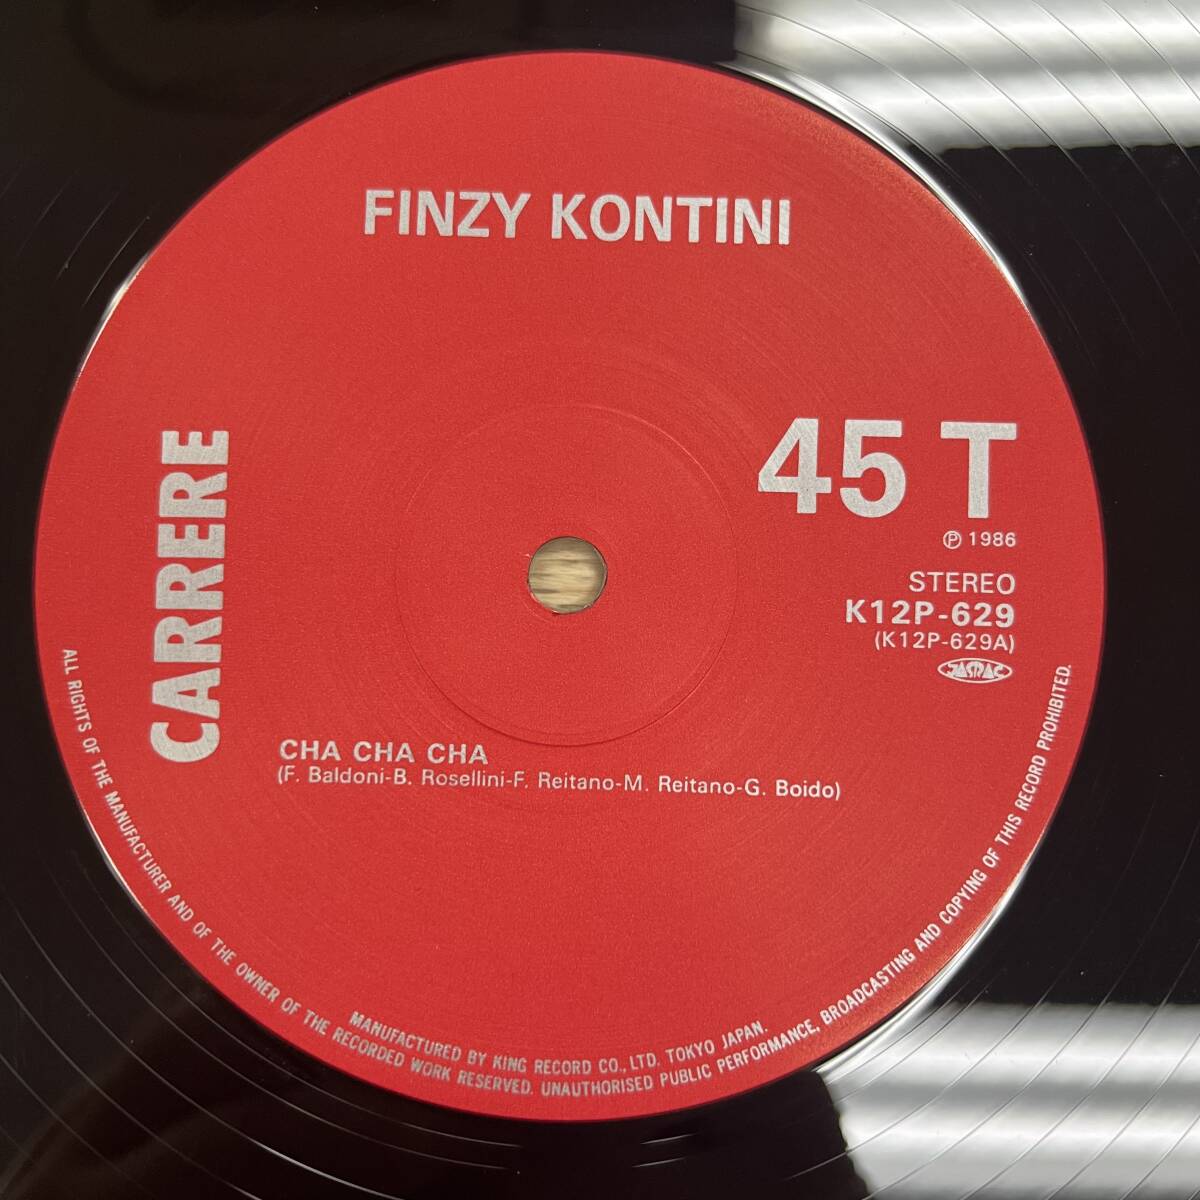 FINZY KONTINI
CARRERE
45 T
Ⓟ 1986
STEREO
K12P-629
(K12P-629A)
JASRAC
CHA CHA CHA
(F. Baldoni-B. Rosellini-F. Reitano-M. Reitano-G. Boido)
MANUFACTURED BY KING RECORD CO., LTD. TOKYO JAPAN.
ALL RIGHTS OF THE MANUFACTURER AND OF THE OWNER OF THE RECORDED WORK RESERVED. UNAUTHORISED PUBLIC PERFORMANCE, BROADCASTING AND COPYING OF THIS RECORD PROHIBITED.